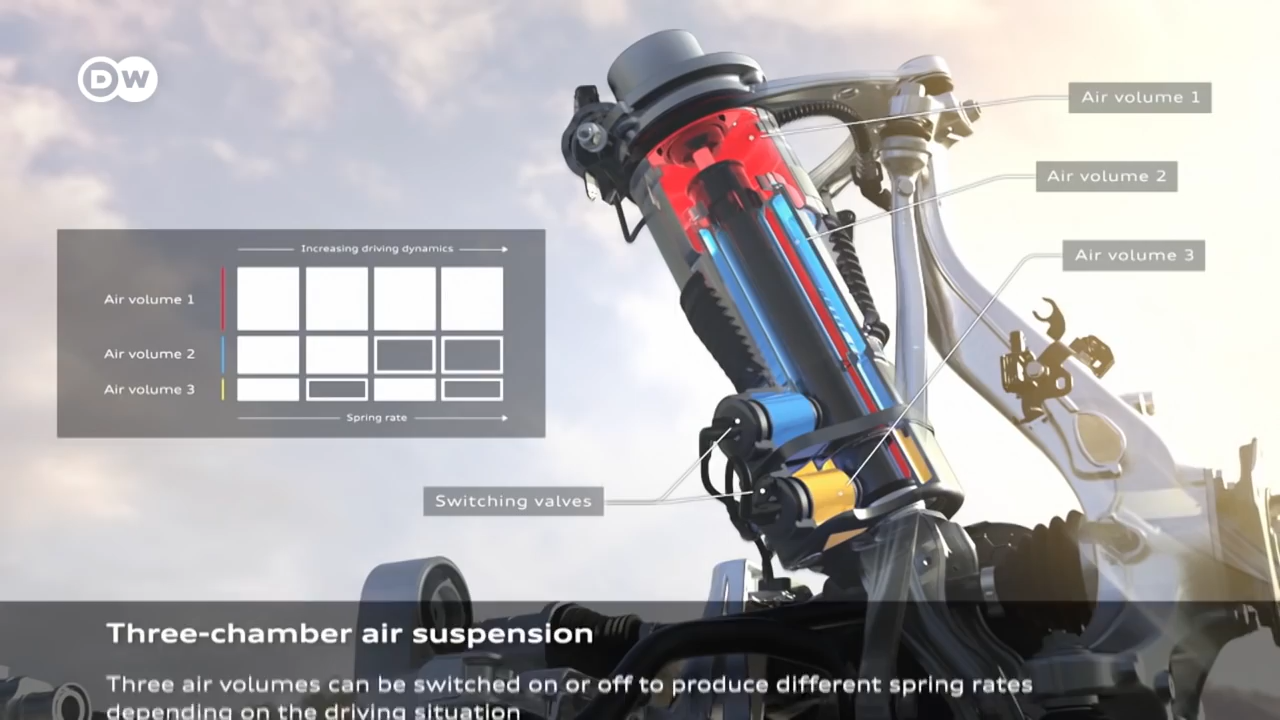 DW
Increasing driving dynamics
Air volume 1
Air volume 2
Air volume 3
Spring rate
Air volume 1
Air volume 2
Air volume 3
Switching valves
Three-chamber air suspension
Three air volumes can be switched on or off to produce different spring rates
depending on the driving situation